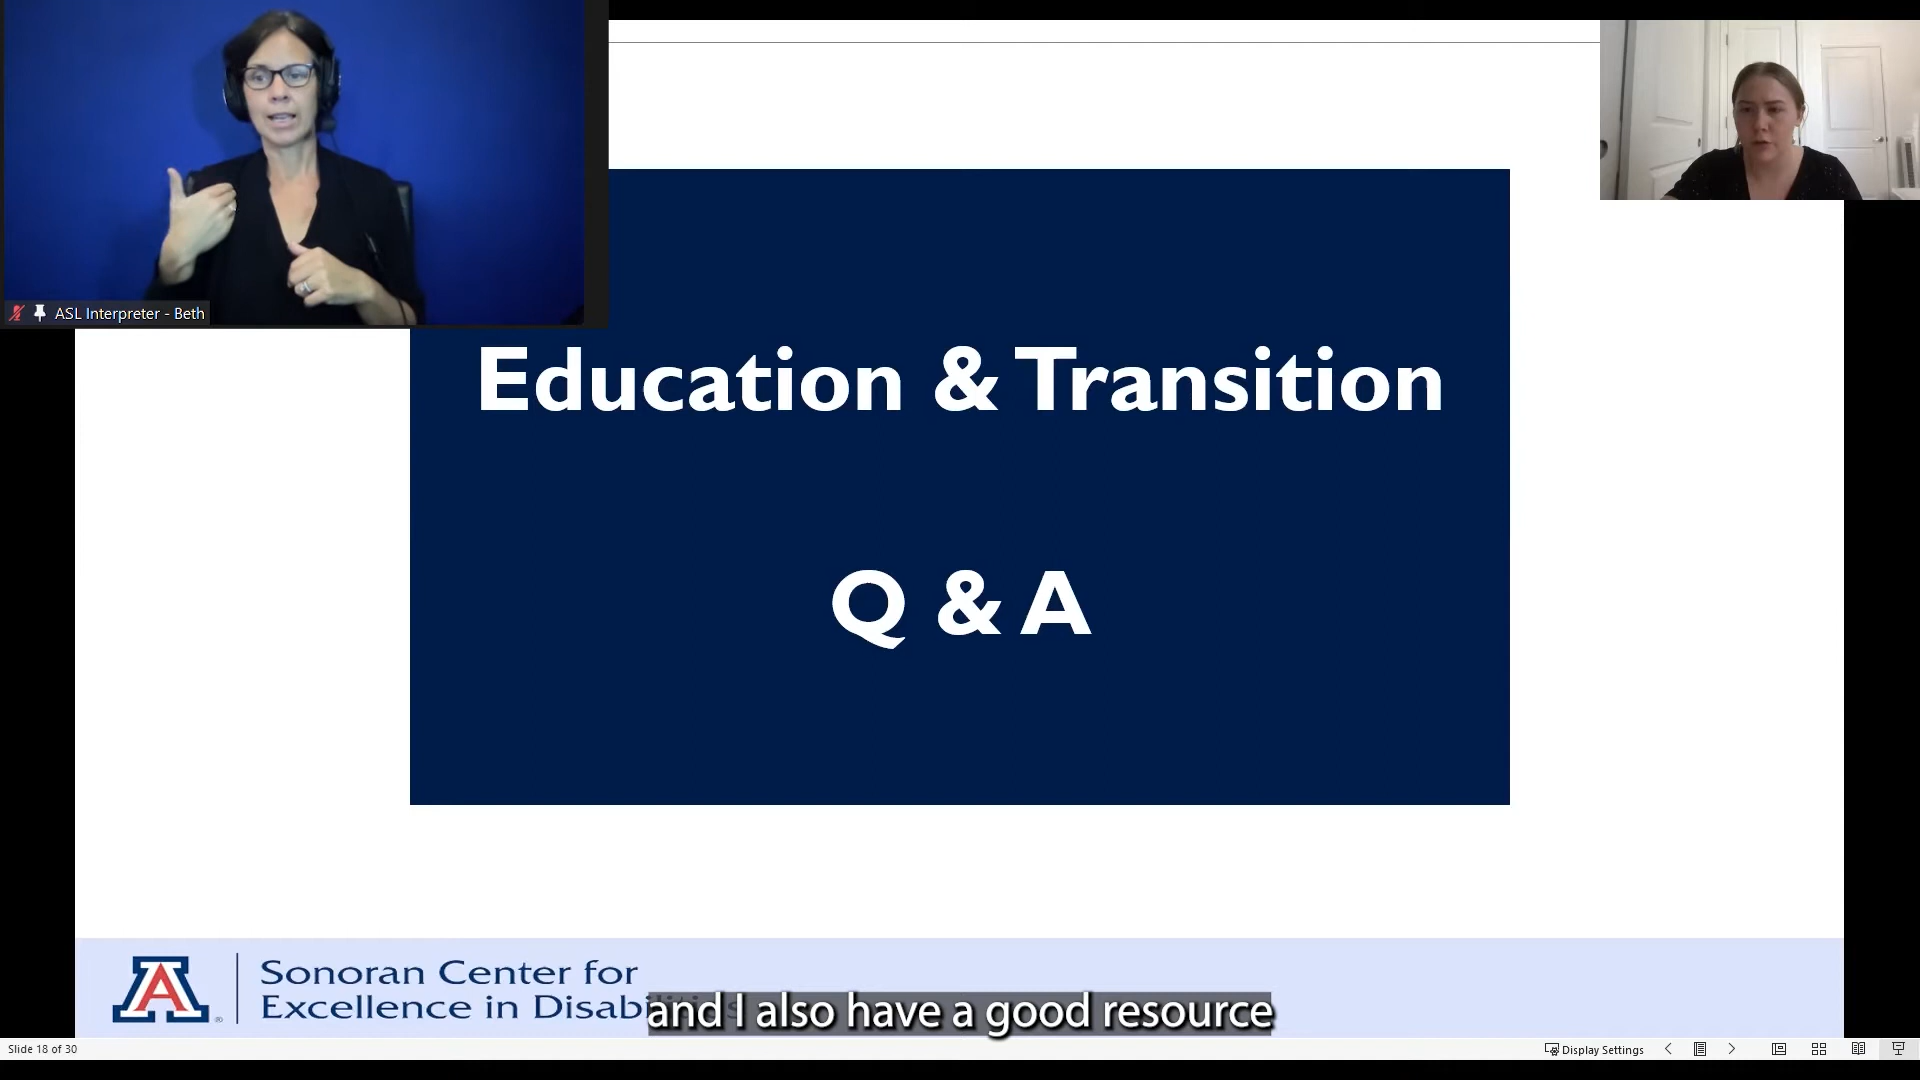 ASL Interpreter - Beth
Education & Transition
Q & A
Sonoran Center for
Excellence in
and I also have a good resource
Slide 18 of 30
Display Settings